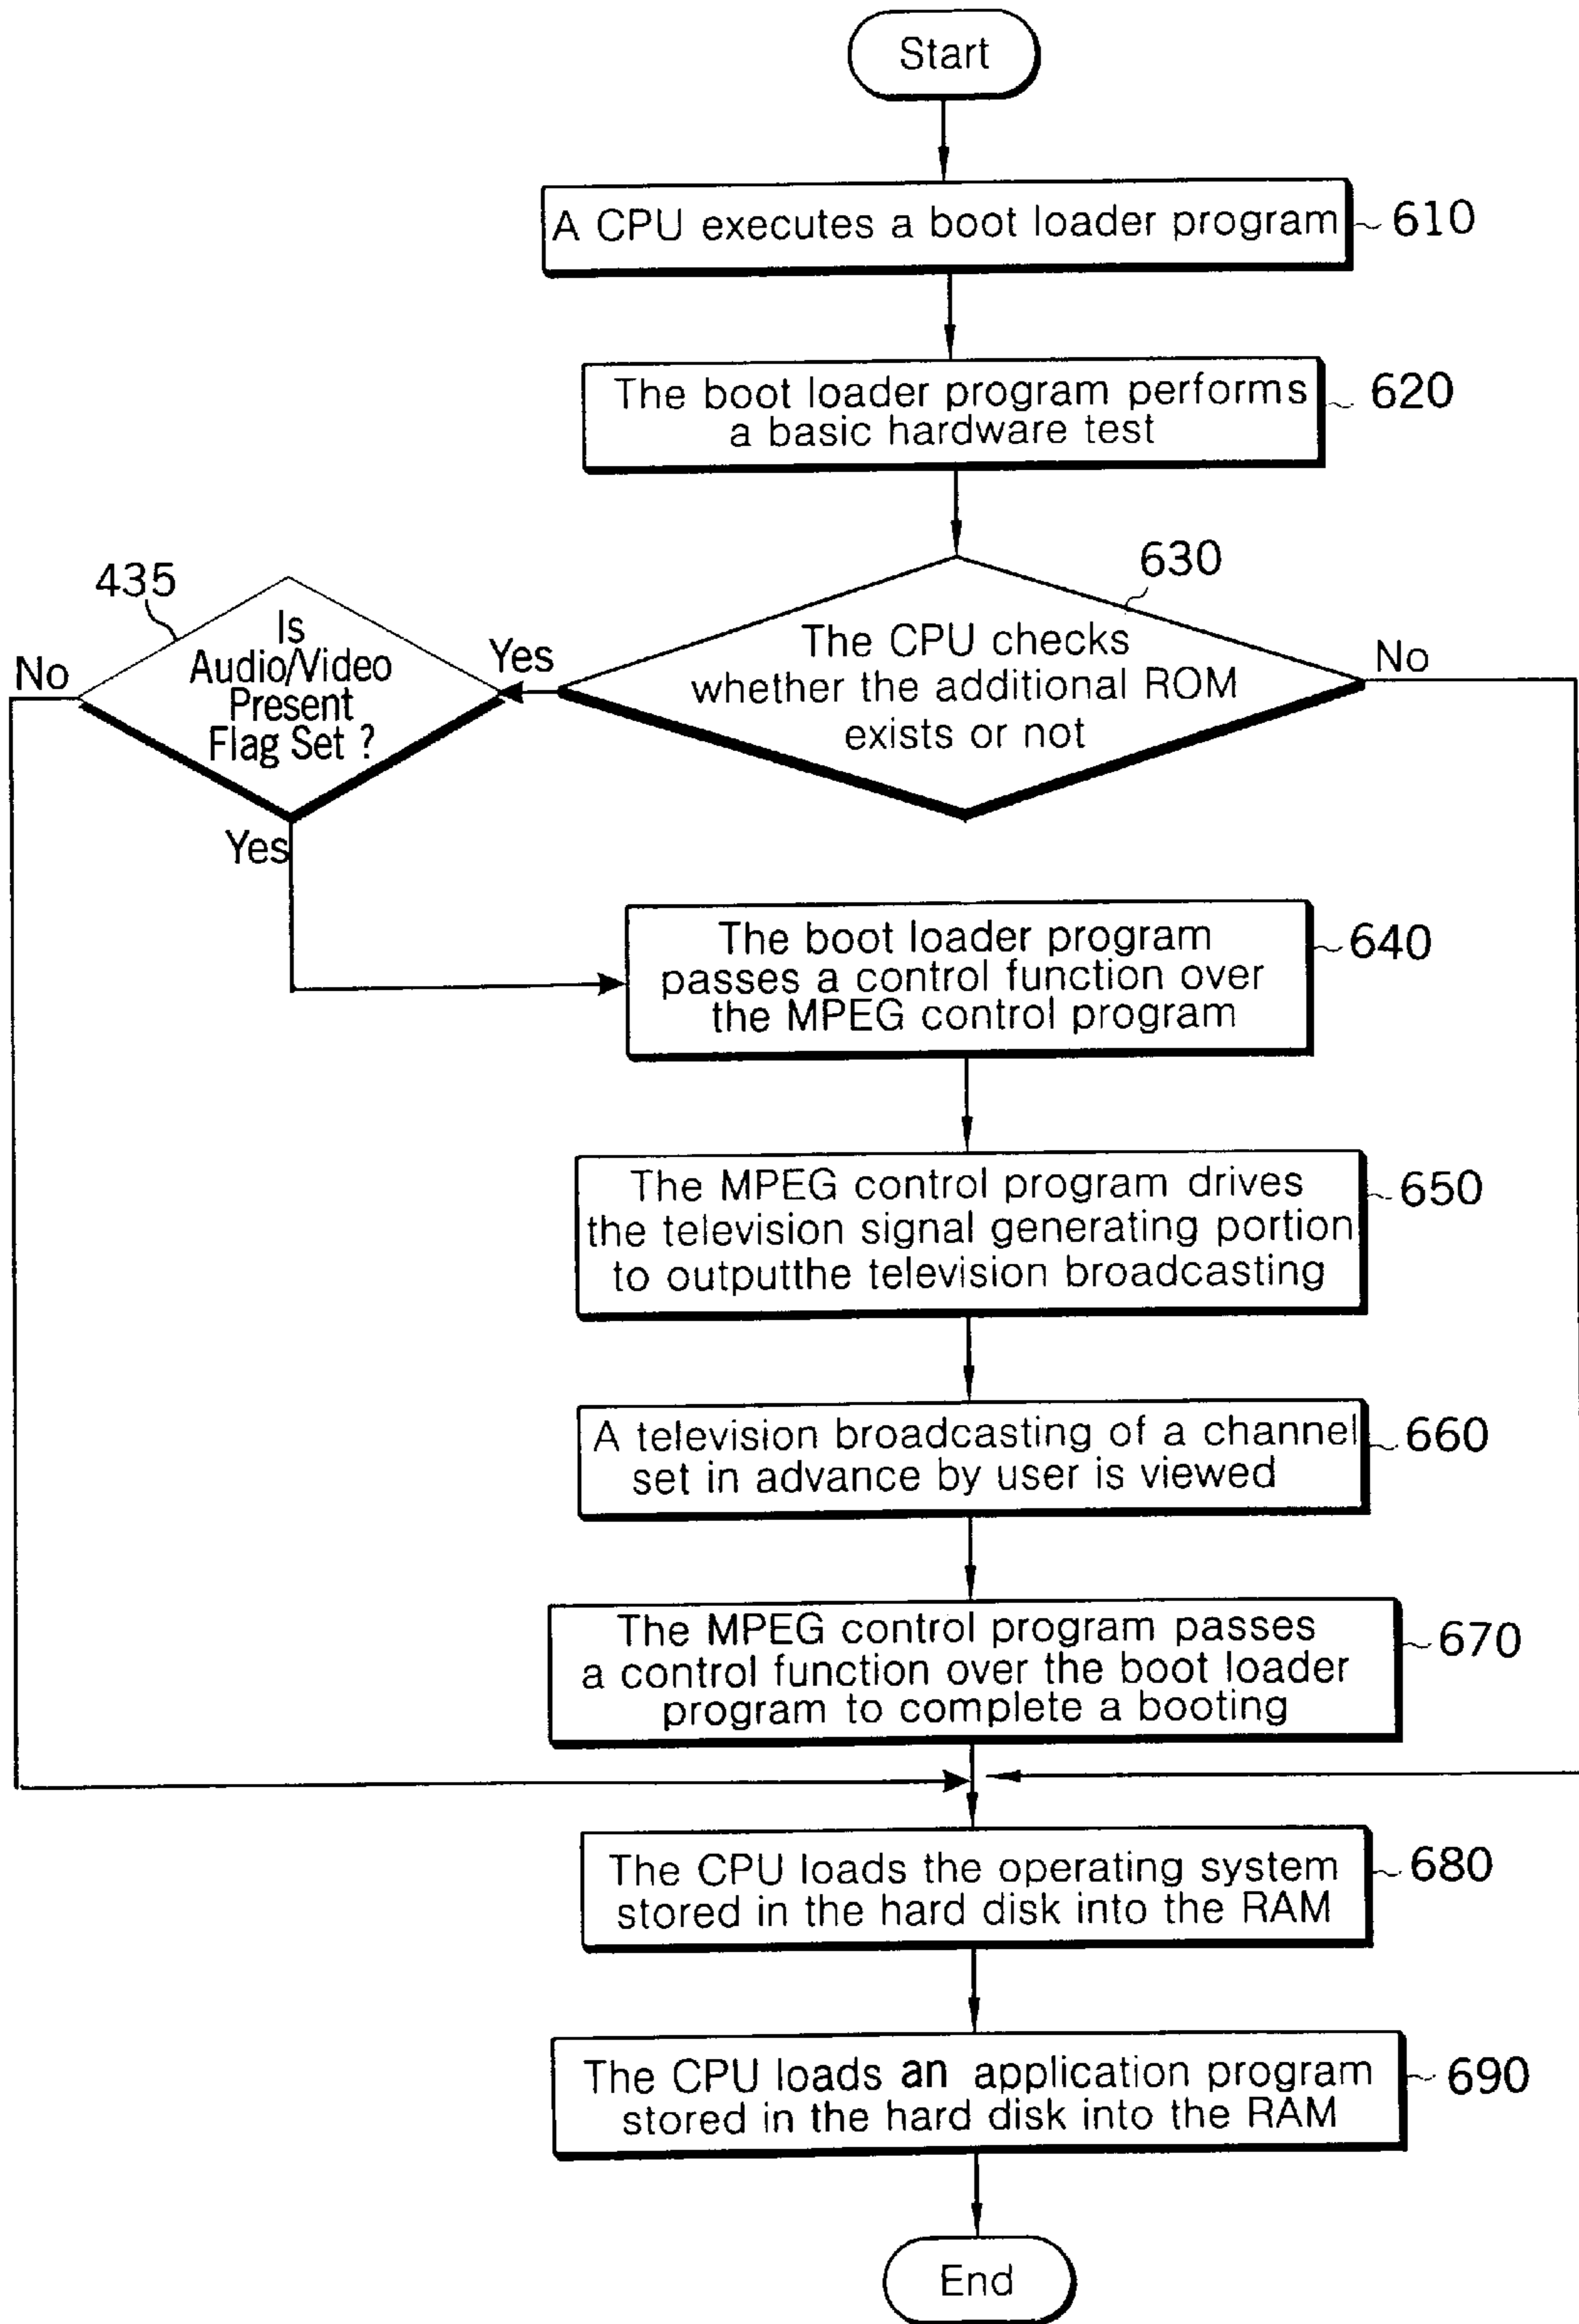 Start
A CPU executes a boot loader program
610
The boot loader program performs
a basic hardware test
620
630
The CPU checks
whether the additional ROM
exists or not
Yes
No
435
Is
Audio/Video
Present
Flag Set ?
No
Yes
The boot loader program
passes a control function over
the MPEG control program
640
The MPEG control program drives
the television signal generating portion
to outputthe television broadcasting
650
A television broadcasting of a channel
set in advance by user is viewed
660
The MPEG control program passes
a control function over the boot loader
program to complete a booting
670
The CPU loads the operating system
stored in the hard disk into the RAM
680
The CPU loads an application program
stored in the hard disk into the RAM
690
End